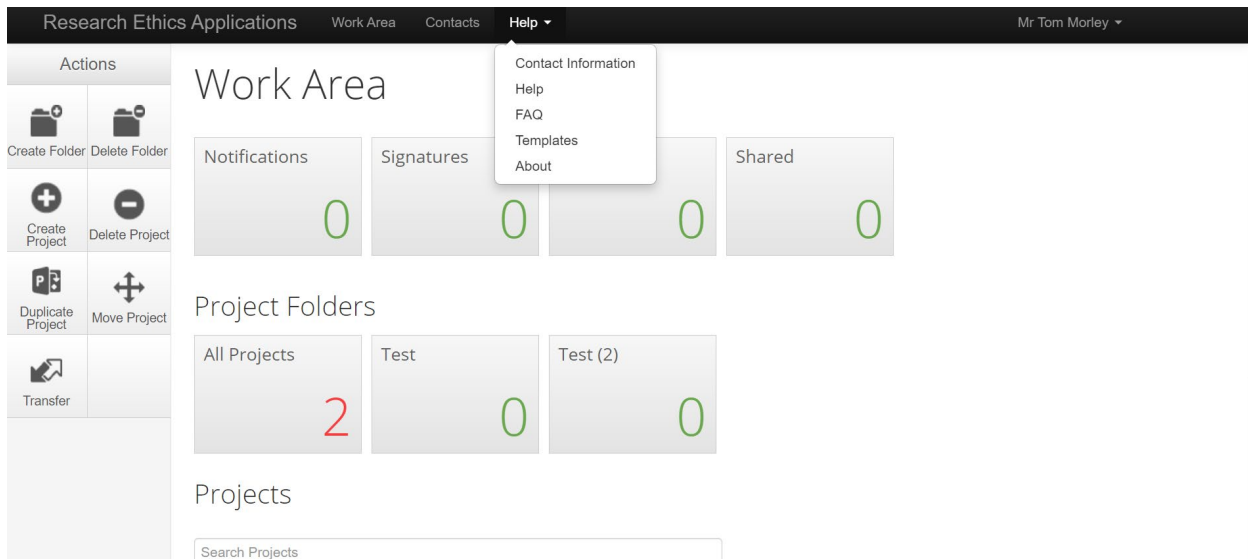 Research Ethics Applications Work Area Contacts Help Mr Tom Morley
Contact Information
Help
FAQ
Templates
About
Actions
Create Folder Delete Folder
Create Project Delete Project
Duplicate Project Move Project
Transfer
Work Area
Notifications Signatures Shared
0 0 0 0
Project Folders
All Projects Test Test (2)
2 0 0
Projects
Search Projects